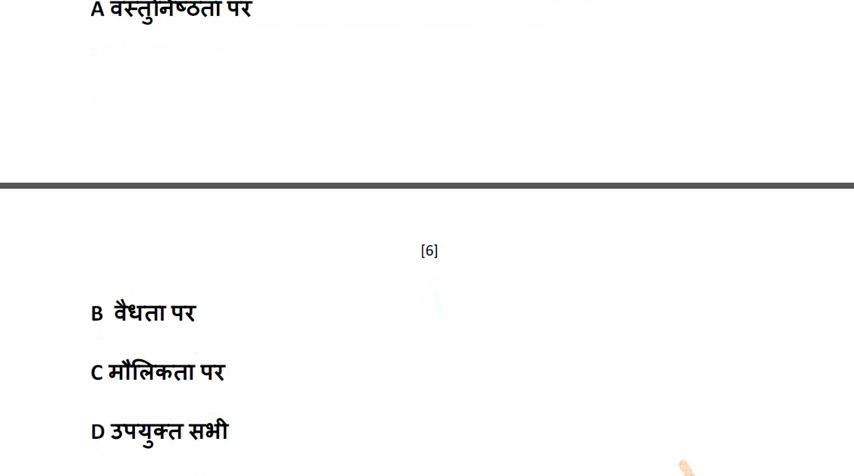 A वस्तुनिष्ठता पर
[6]
B वैधता पर
C मौलिकता पर
D उपयुक्त सभी